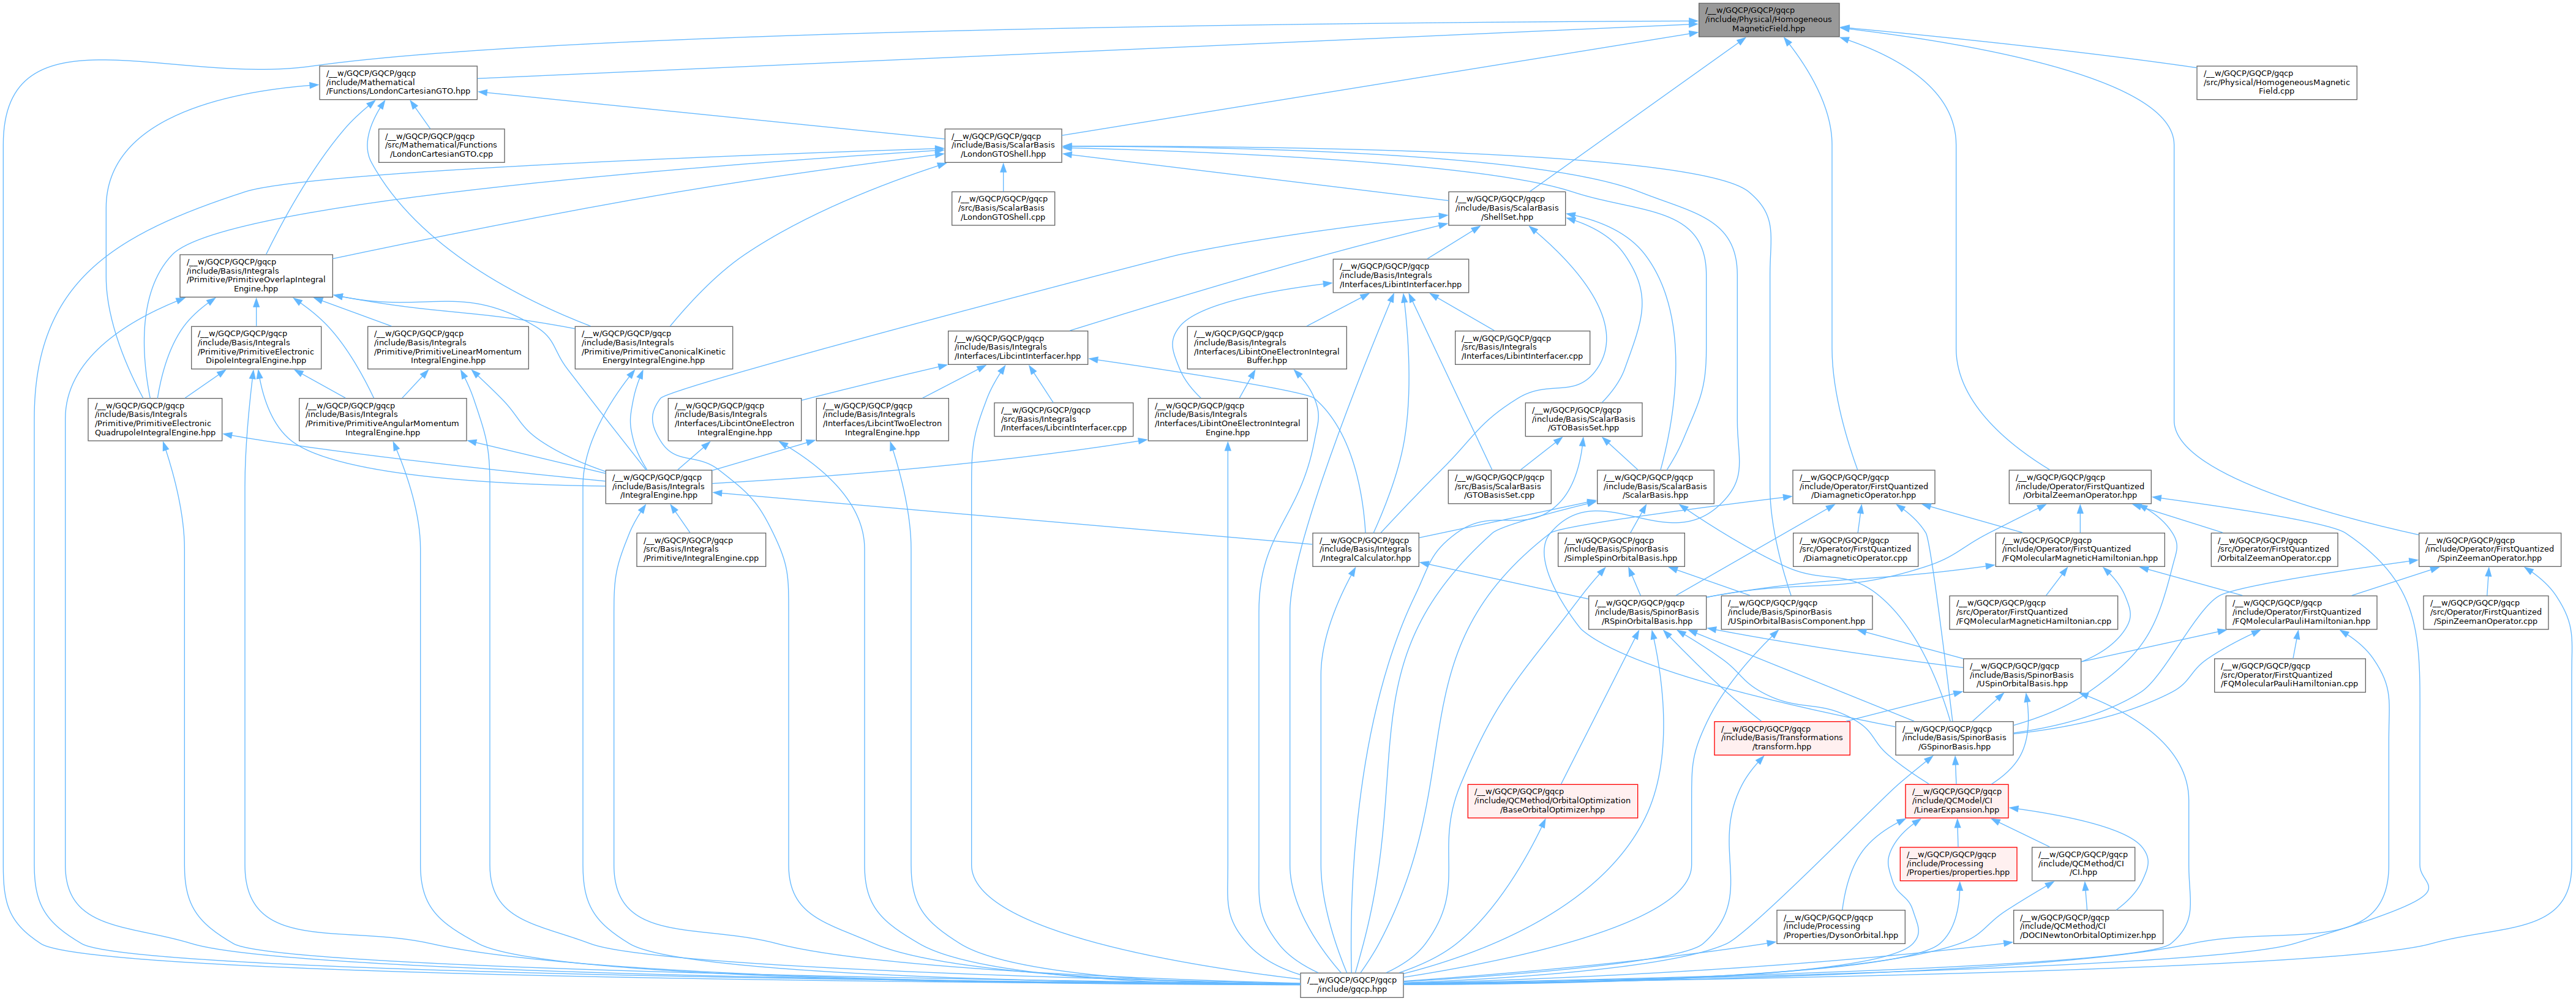 /__w/GQCP/GQCP/gqcp
/include/Physical/Homogeneous
MagneticField.hpp
/__w/GQCP/GQCP/gqcp
/include/Mathematical
/Functions/LondonCartesianGTO.hpp
/__w/GQCP/GQCP/gqcp
/src/Physical/HomogeneousMagnetic
Field.cpp
/__w/GQCP/GQCP/gqcp
/src/Mathematical/Functions
/LondonCartesianGTO.cpp
/__w/GQCP/GQCP/gqcp
/include/Basis/ScalarBasis
/LondonGTOShell.hpp
/__w/GQCP/GQCP/gqcp
/src/Basis/ScalarBasis
/LondonGTOShell.cpp
/__w/GQCP/GQCP/gqcp
/include/Basis/ScalarBasis
/ShellSet.hpp
/__w/GQCP/GQCP/gqcp
/include/Basis/Integrals
/Primitive/PrimitiveOverlapIntegral
Engine.hpp
/__w/GQCP/GQCP/gqcp
/include/Basis/Integrals
/Interfaces/LibintInterfacer.hpp
/__w/GQCP/GQCP/gqcp
/include/Basis/Integrals
/Primitive/PrimitiveElectronic
DipoleIntegralEngine.hpp
/__w/GQCP/GQCP/gqcp
/include/Basis/Integrals
/Primitive/PrimitiveLinearMomentum
IntegralEngine.hpp
/__w/GQCP/GQCP/gqcp
/include/Basis/Integrals
/Primitive/PrimitiveCanonicalKinetic
EnergyIntegralEngine.hpp
/__w/GQCP/GQCP/gqcp
/include/Basis/Integrals
/Interfaces/LibcintInterfacer.hpp
/__w/GQCP/GQCP/gqcp
/include/Basis/Integrals
/Interfaces/LibintOneElectronIntegral
Buffer.hpp
/__w/GQCP/GQCP/gqcp
/src/Basis/Integrals
/Interfaces/LibintInterfacer.cpp
/__w/GQCP/GQCP/gqcp
/include/Basis/Integrals
/Primitive/PrimitiveElectronic
QuadrupoleIntegralEngine.hpp
/__w/GQCP/GQCP/gqcp
/include/Basis/Integrals
/Primitive/PrimitiveAngularMomentum
IntegralEngine.hpp
/__w/GQCP/GQCP/gqcp
/include/Basis/Integrals
/Interfaces/LibcintOneElectron
IntegralEngine.hpp
/__w/GQCP/GQCP/gqcp
/include/Basis/Integrals
/Interfaces/LibcintTwoElectron
IntegralEngine.hpp
/__w/GQCP/GQCP/gqcp
/src/Basis/Integrals
/Interfaces/LibcintInterfacer.cpp
/__w/GQCP/GQCP/gqcp
/include/Basis/Integrals
/Interfaces/LibintOneElectronIntegral
Engine.hpp
/__w/GQCP/GQCP/gqcp
/include/Basis/ScalarBasis
/GTOBasisSet.hpp
/__w/GQCP/GQCP/gqcp
/include/Basis/Integrals
/IntegralEngine.hpp
/__w/GQCP/GQCP/gqcp
/src/Basis/ScalarBasis
/GTOBasisSet.cpp
/__w/GQCP/GQCP/gqcp
/include/Basis/ScalarBasis
/ScalarBasis.hpp
/__w/GQCP/GQCP/gqcp
/include/Operator/FirstQuantized
/DiamagneticOperator.hpp
/__w/GQCP/GQCP/gqcp
/include/Operator/FirstQuantized
/OrbitalZeemanOperator.hpp
/__w/GQCP/GQCP/gqcp
/src/Basis/Integrals
/Primitive/IntegralEngine.cpp
/__w/GQCP/GQCP/gqcp
/include/Basis/Integrals
/IntegralCalculator.hpp
/__w/GQCP/GQCP/gqcp
/include/Basis/SpinorBasis
/SimpleSpinOrbitalBasis.hpp
/__w/GQCP/GQCP/gqcp
/src/Operator/FirstQuantized
/DiamagneticOperator.cpp
/__w/GQCP/GQCP/gqcp
/include/Operator/FirstQuantized
/FQMolecularMagneticHamiltonian.hpp
/__w/GQCP/GQCP/gqcp
/src/Operator/FirstQuantized
/OrbitalZeemanOperator.cpp
/__w/GQCP/GQCP/gqcp
/include/Operator/FirstQuantized
/SpinZeemanOperator.hpp
/__w/GQCP/GQCP/gqcp
/include/Basis/SpinorBasis
/RSpinOrbitalBasis.hpp
/__w/GQCP/GQCP/gqcp
/include/Basis/SpinorBasis
/USpinOrbitalBasisComponent.hpp
/__w/GQCP/GQCP/gqcp
/src/Operator/FirstQuantized
/FQMolecularMagneticHamiltonian.cpp
/__w/GQCP/GQCP/gqcp
/include/Operator/FirstQuantized
/FQMolecularPauliHamiltonian.hpp
/__w/GQCP/GQCP/gqcp
/src/Operator/FirstQuantized
/SpinZeemanOperator.cpp
/__w/GQCP/GQCP/gqcp
/include/Basis/SpinorBasis
/USpinOrbitalBasis.hpp
/__w/GQCP/GQCP/gqcp
/src/Operator/FirstQuantized
/FQMolecularPauliHamiltonian.cpp
/__w/GQCP/GQCP/gqcp
/include/Basis/Transformations
/transform.hpp
/__w/GQCP/GQCP/gqcp
/include/Basis/SpinorBasis
/GSpinorBasis.hpp
/__w/GQCP/GQCP/gqcp
/include/QCMethod/OrbitalOptimization
/BaseOrbitalOptimizer.hpp
/__w/GQCP/GQCP/gqcp
/include/QCModel/CI
/LinearExpansion.hpp
/__w/GQCP/GQCP/gqcp
/include/Processing
/Properties/properties.hpp
/__w/GQCP/GQCP/gqcp
/include/QCMethod/CI
/CI.hpp
/__w/GQCP/GQCP/gqcp
/include/Processing
/Properties/DysonOrbital.hpp
/__w/GQCP/GQCP/gqcp
/include/QCMethod/CI
/DOCINewtonOrbitalOptimizer.hpp
/__w/GQCP/GQCP/gqcp
/include/gqcp.hpp